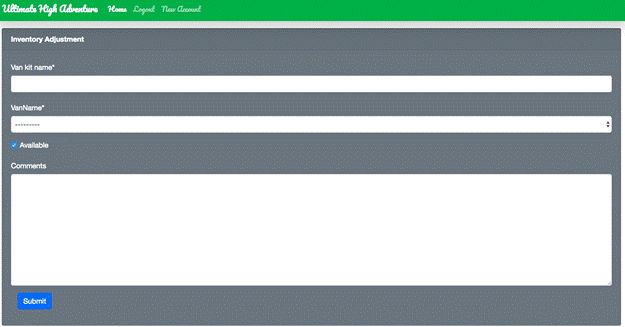 Ultimate High Adventure Home Logout New Account
Inventory Adjustment
Van kit name*
VanName*
---------
Available
Comments
Submit